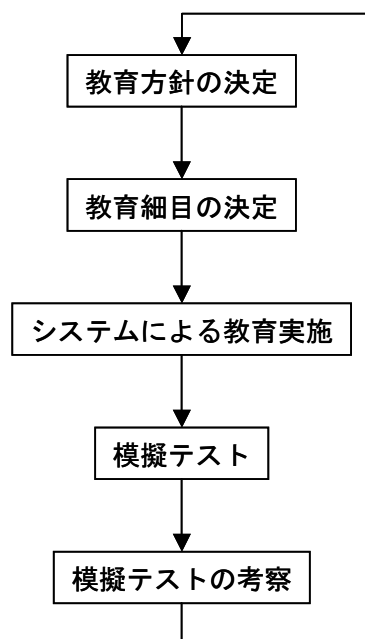 教育方針の決定
教育細目の決定
システムによる教育実施
模擬テスト
模擬テストの考察